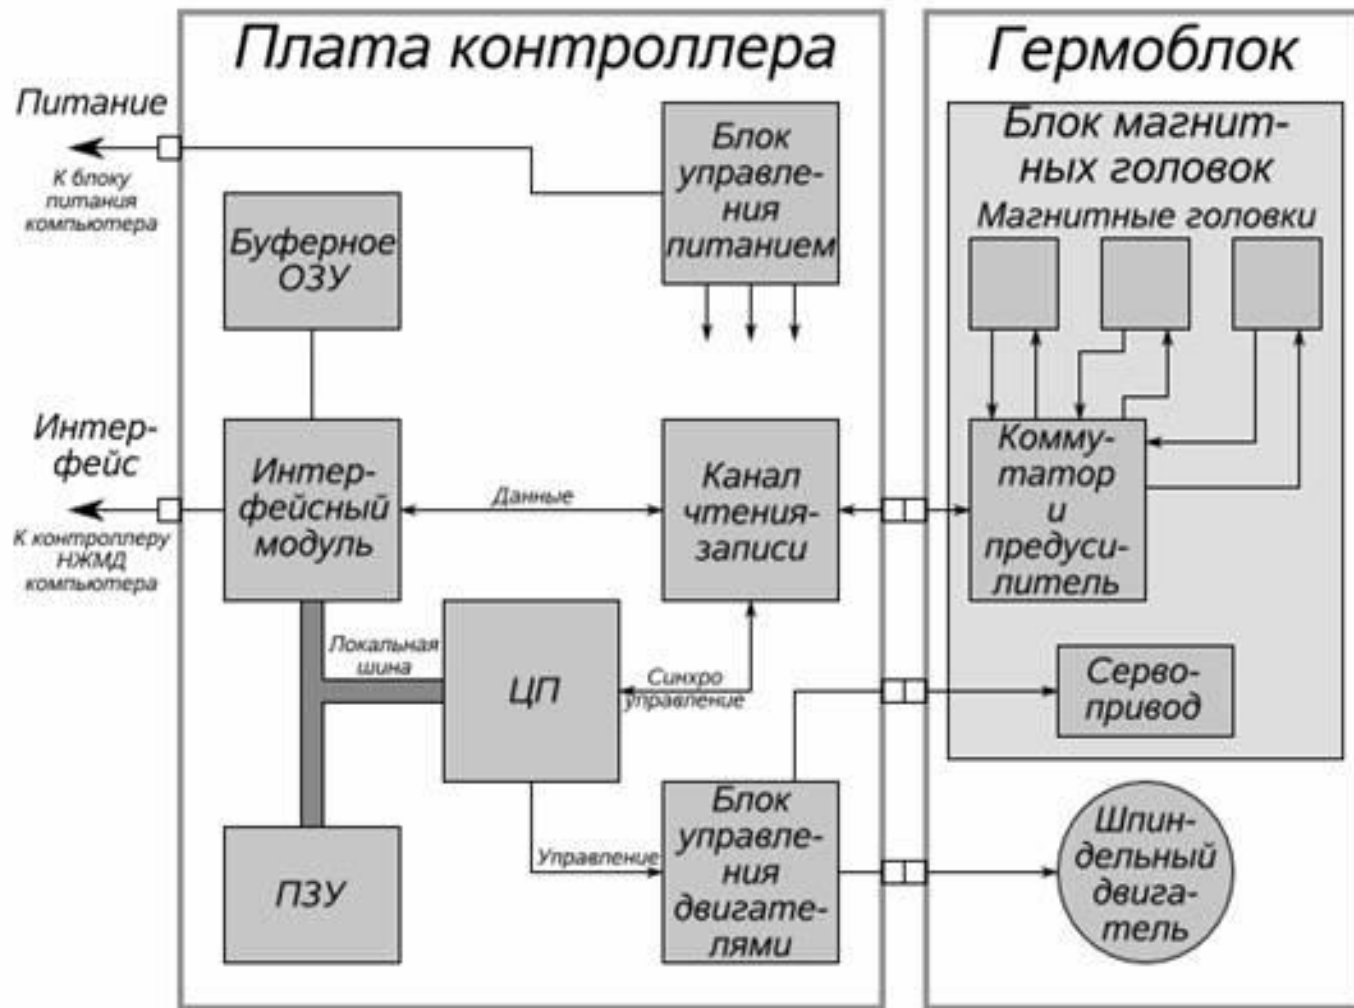 Плата контроллера
Гермоблок
Питание
К блоку
питания
компьютера
Блок
управле-
ния
питанием
Буферное
ОЗУ
Блок магнит-
ных головок
Магнитные головки
Интер-
фейс
К контроллеру
НЖМД
компьютера
Интер-
фейсный
модуль
Данные
Канал
чтения-
записи
Комму-
татор
и
предуси-
литель
Локальная
шина
ЦП
Синхро
управление
Серво-
привод
ПЗУ
Управление
Блок
управле-
ния
двигате-
лями
Шпин-
дельный
двига-
тель